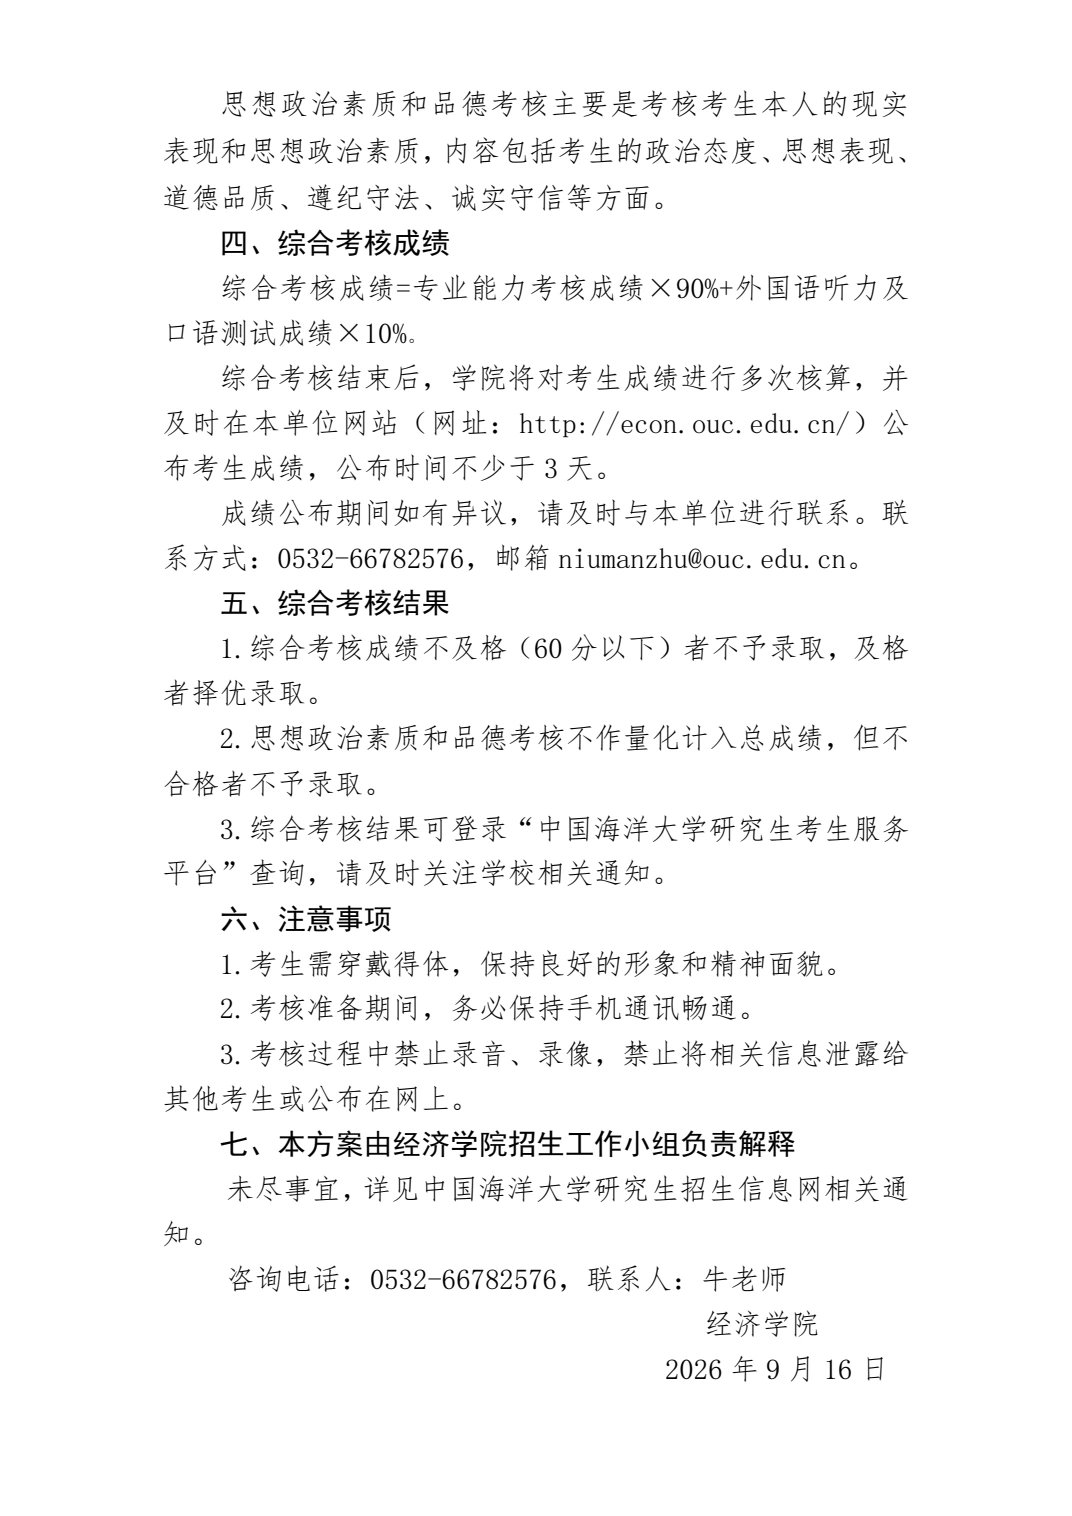 思想政治素质和品德考核主要是考核考生本人的现实
表现和思想政治素质，内容包括考生的政治态度、思想表现、
道德品质、遵纪守法、诚实守信等方面。
四、综合考核成绩
综合考核成绩=专业能力考核成绩×90%+外国语听力及
口语测试成绩×10%。
综合考核结束后，学院将对考生成绩进行多次核算，并
及时在本单位网站（网址：http://econ.ouc.edu.cn/）公
布考生成绩，公布时间不少于 3 天。
成绩公布期间如有异议，请及时与本单位进行联系。联
系方式：0532-66782576，邮箱 niumanzhu@ouc.edu.cn。
五、综合考核结果
1.综合考核成绩不及格（60 分以下）者不予录取，及格
者择优录取。
2.思想政治素质和品德考核不作量化计入总成绩，但不
合格者不予录取。
3.综合考核结果可登录“中国海洋大学研究生考生服务
平台”查询，请及时关注学校相关通知。
六、注意事项
1.考生需穿戴得体，保持良好的形象和精神面貌。
2.考核准备期间，务必保持手机通讯畅通。
3.考核过程中禁止录音、录像，禁止将相关信息泄露给
其他考生或公布在网上。
七、本方案由经济学院招生工作小组负责解释
未尽事宜，详见中国海洋大学研究生招生信息网相关通
知。
咨询电话：0532-66782576，联系人：牛老师
经济学院
2026 年 9 月 16 日